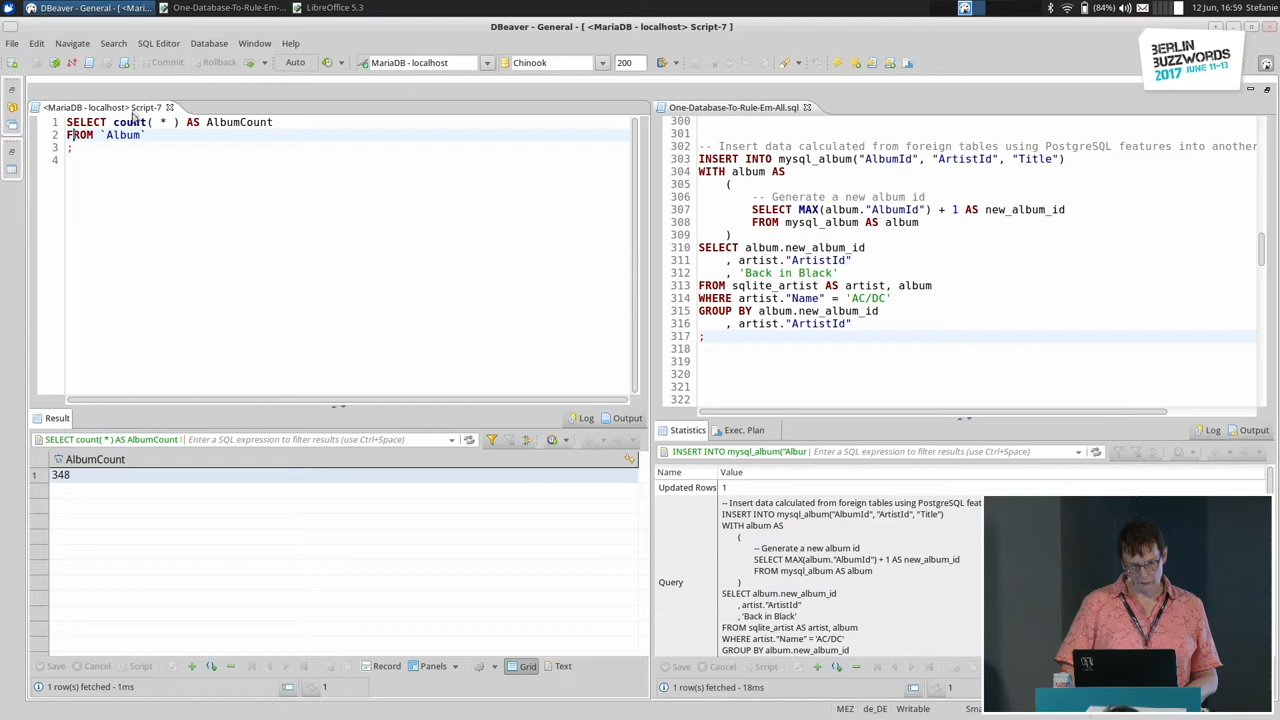 DBeaver - General - [ <Mari...
One-Database-To-Rule-Em-...
LibreOffice 5.3
(84%)
12 Jun, 16:59
Stefanie
DBeaver - General - [ <MariaDB - localhost> Script-7 ]
File Edit Navigate Search SQL Editor Database Window Help
Commit
Rollback
Auto
MariaDB - localhost
Chinook
200
BERLIN
BUZZWORDS
2017 JUNE 11-13
<MariaDB - localhost> Script-7
1 SELECT count( * ) AS AlbumCount
2 FROM `Album`
3 ;
4
Result
Log
Output
SELECT count( * ) AS AlbumCount
Enter a SQL expression to filter results (use Ctrl+Space)
AlbumCount
1 348
Save
Cancel
Script
Record
Panels
Grid
Text
1 row(s) fetched - 1ms
1
One-Database-To-Rule-Em-All.sql
300
301
302 -- Insert data calculated from foreign tables using PostgreSQL features into another
303 INSERT INTO mysql_album("AlbumId", "ArtistId", "Title")
304 WITH album AS
305 (
306 -- Generate a new album id
307 SELECT MAX(album."AlbumId") + 1 AS new_album_id
308 FROM mysql_album AS album
309 )
310 SELECT album.new_album_id
311 , artist."ArtistId"
312 , 'Back in Black'
313 FROM sqlite_artist AS artist, album
314 WHERE artist."Name" = 'AC/DC'
315 GROUP BY album.new_album_id
316 , artist."ArtistId"
317 ;
318
319
320
321
322
Statistics
Exec. Plan
Log
Output
INSERT INTO mysql_album("Albur
Enter a SQL expression to filter results (use Ctrl+Space)
Name Value
Updated Rows 1
Query
-- Insert data calculated from foreign tables using PostgreSQL feat
INSERT INTO mysql_album("AlbumId", "ArtistId", "Title")
WITH album AS
(
-- Generate a new album id
SELECT MAX(album."AlbumId") + 1 AS new_album_id
FROM mysql_album AS album
)
SELECT album.new_album_id
, artist."ArtistId"
, 'Back in Black'
FROM sqlite_artist AS artist, album
WHERE artist."Name" = 'AC/DC'
GROUP BY album.new_album_id
Save
Cancel
Script
1 row(s) fetched - 18ms
1
MEZ
de_DE
Writable